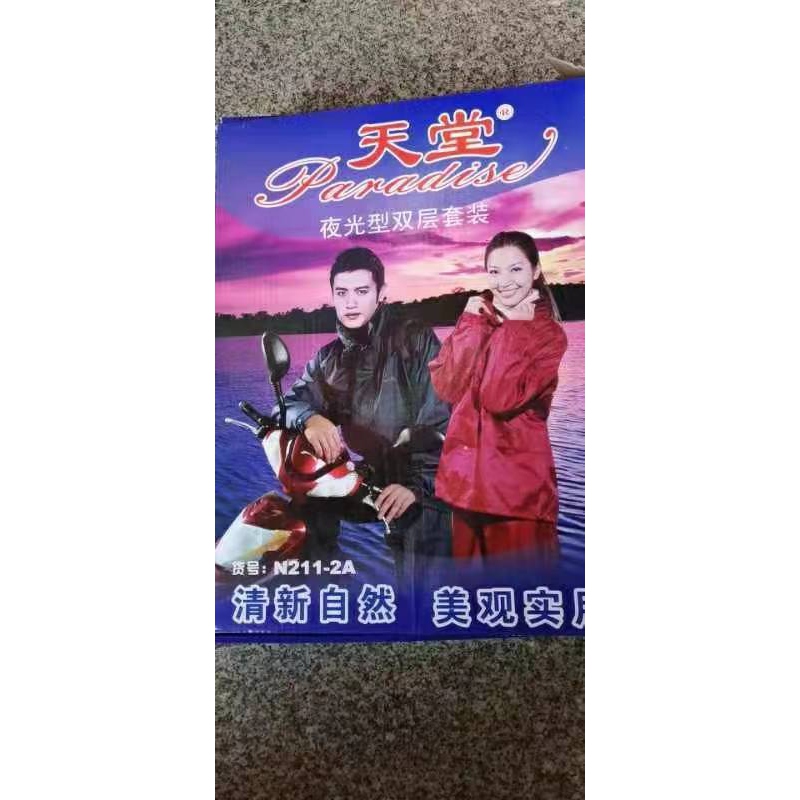 天堂®
Paradise
夜光型双层套装
货号：N211-2A
清新自然 美观实用